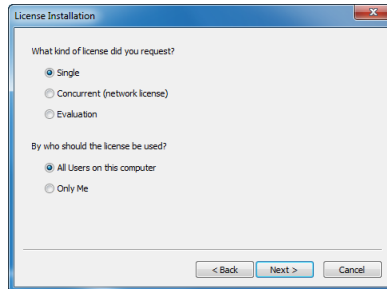 License Installation
What kind of license did you request?
Single
Concurrent (network license)
Evaluation
By who should the license be used?
All Users on this computer
Only Me
< Back Next > Cancel